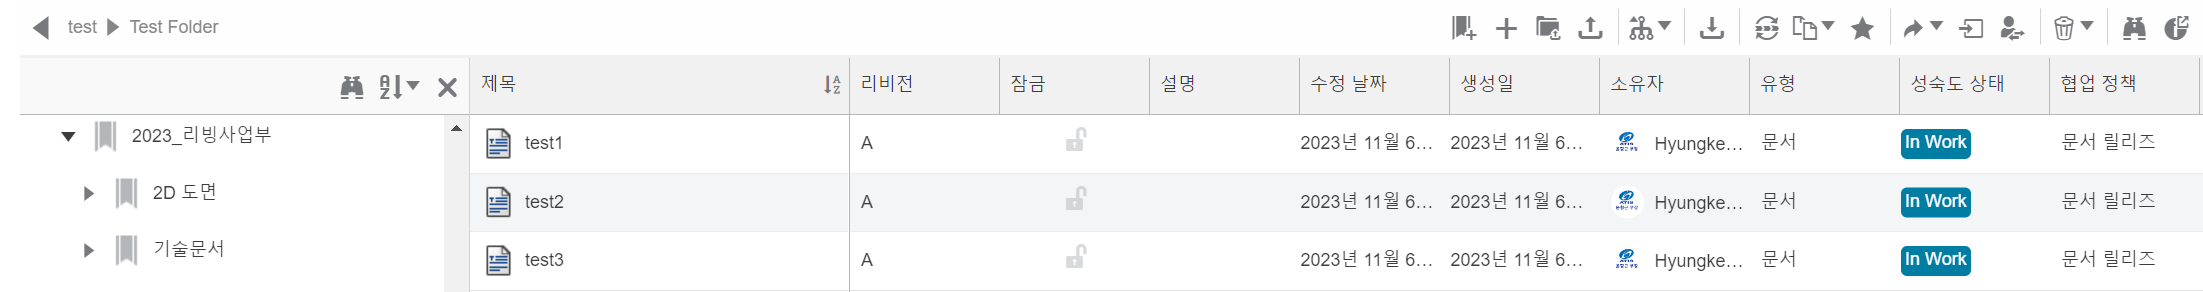 test Test Folder
제목 리비전 잠금 설명 수정 날짜 생성일 소유자 유형 성숙도 상태 협업 정책
2023_리빙사업부
2D 도면
기술문서
test1 A 2023년 11월 6... 2023년 11월 6... Hyungke... 문서 In Work 문서 릴리즈
test2 A 2023년 11월 6... 2023년 11월 6... Hyungke... 문서 In Work 문서 릴리즈
test3 A 2023년 11월 6... 2023년 11월 6... Hyungke... 문서 In Work 문서 릴리즈